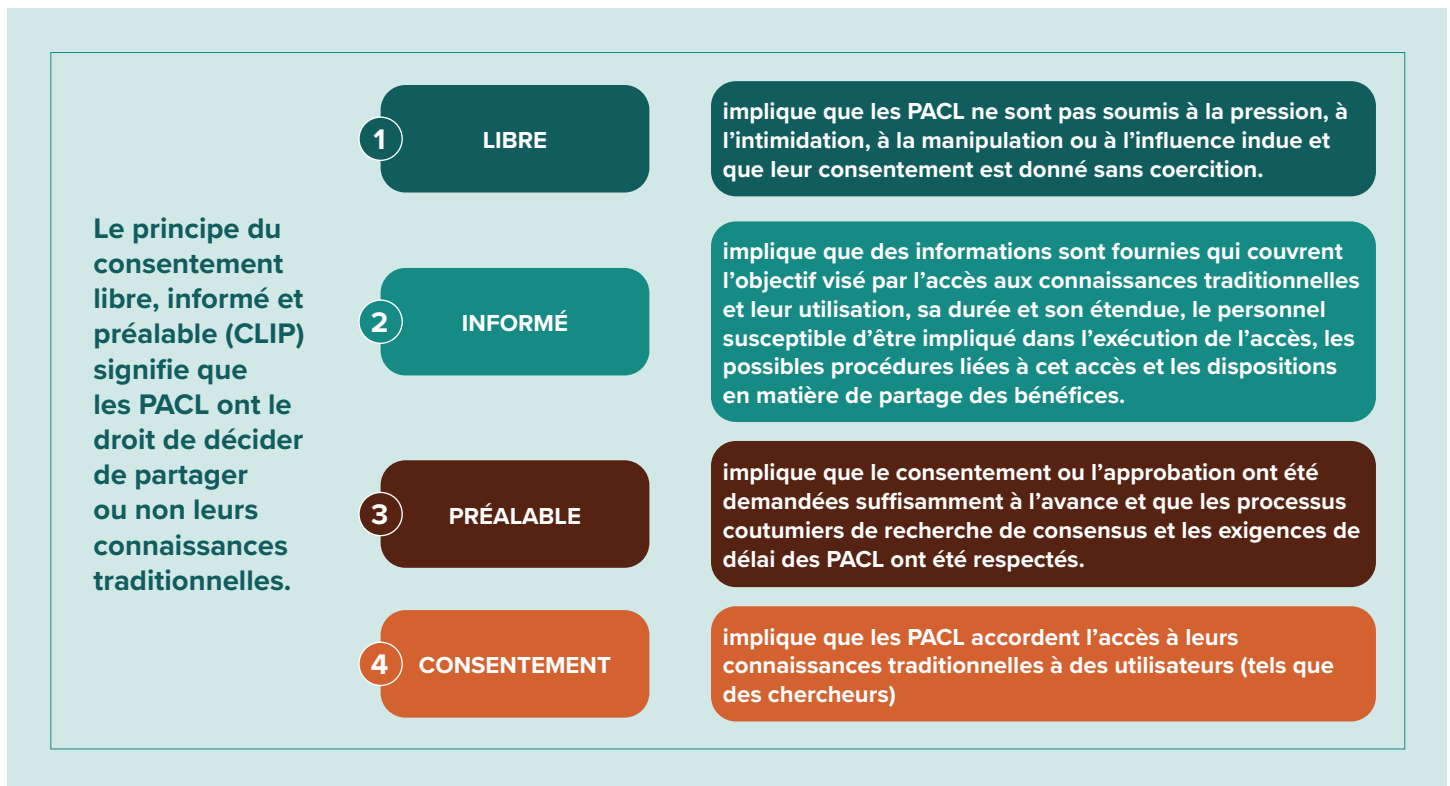 Le principe du
consentement
libre, informé et
préalable (CLIP)
signifie que
les PACL ont le
droit de décider
de partager
ou non leurs
connaissances
traditionnelles.
1
LIBRE
implique que les PACL ne sont pas soumis à la pression, à
l’intimidation, à la manipulation ou à l’influence indue et
que leur consentement est donné sans coercition.
2
INFORMÉ
implique que des informations sont fournies qui couvrent
l’objectif visé par l’accès aux connaissances traditionnelles
et leur utilisation, sa durée et son étendue, le personnel
susceptible d’être impliqué dans l’exécution de l’accès, les
possibles procédures liées à cet accès et les dispositions
en matière de partage des bénéfices.
3
PRÉALABLE
implique que le consentement ou l’approbation ont été
demandées suffisamment à l’avance et que les processus
coutumiers de recherche de consensus et les exigences de
délai des PACL ont été respectés.
4
CONSENTEMENT
implique que les PACL accordent l’accès à leurs
connaissances traditionnelles à des utilisateurs (tels que
des chercheurs)